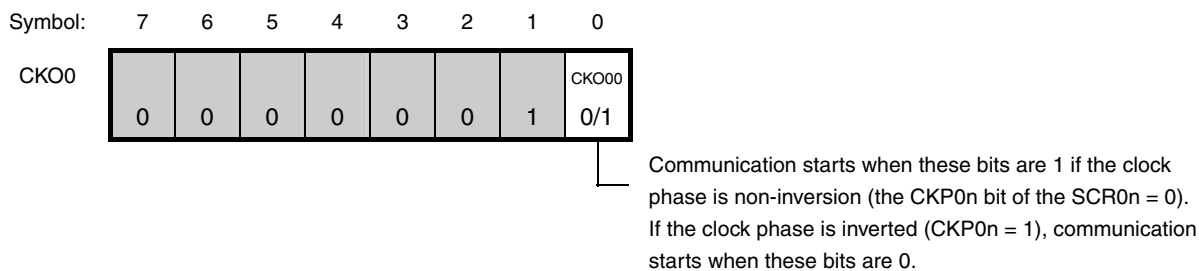 Symbol: 7 6 5 4 3 2 1 0
CKO0 CKO00
0 0 0 0 0 0 1 0/1
Communication starts when these bits are 1 if the clock
phase is non-inversion (the CKP0n bit of the SCR0n = 0).
If the clock phase is inverted (CKP0n = 1), communication
starts when these bits are 0.